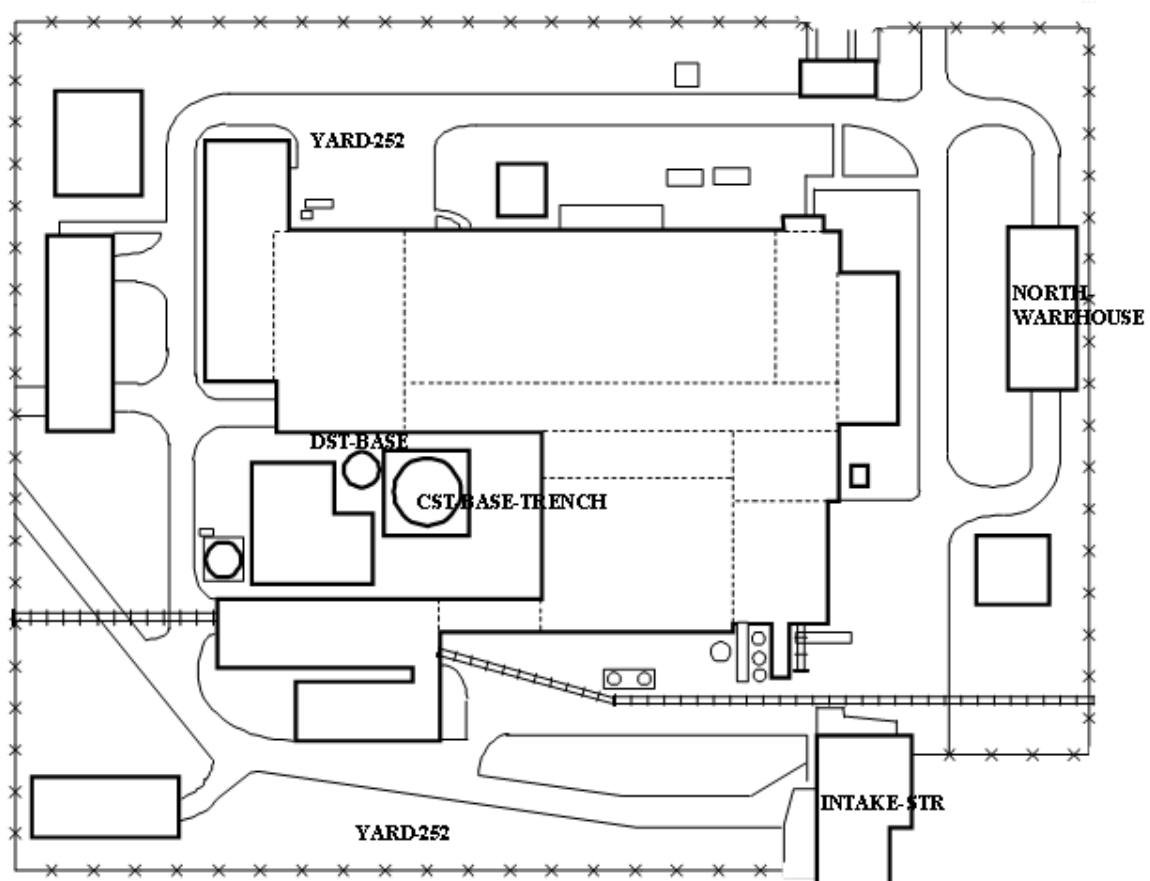 YARD-252
NORTH-
WAREHOUSE
DST-BASE
CST-BASE-TRENCH
INTAKE-STR
YARD-252